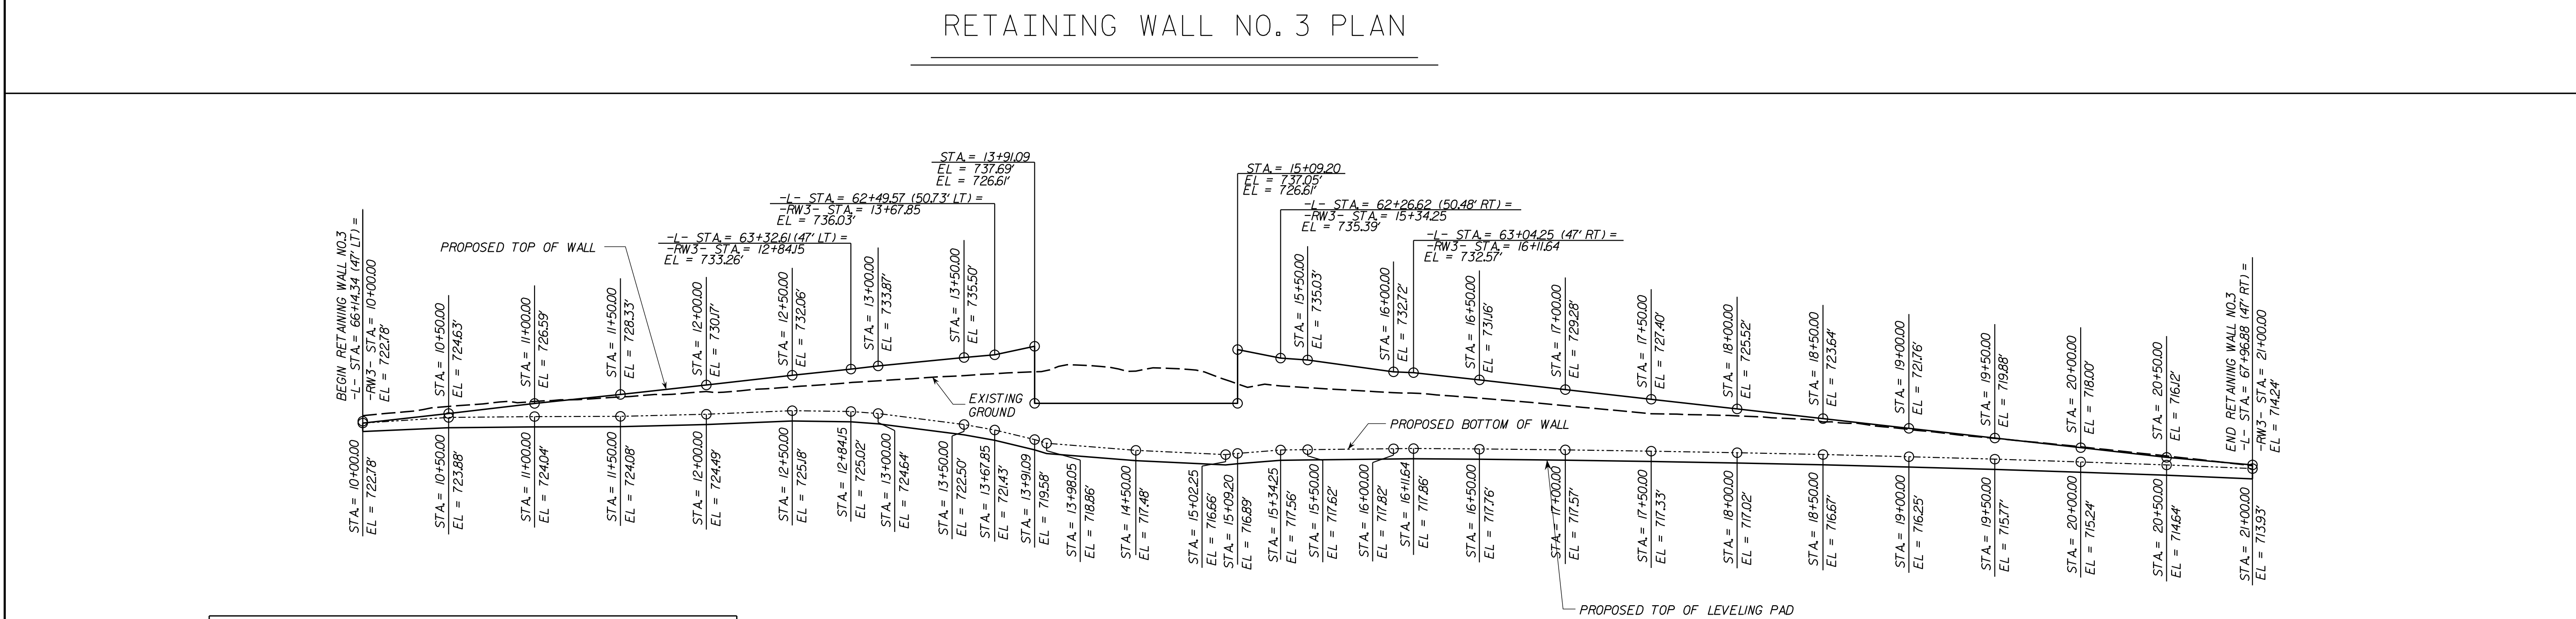 RETAINING WALL NO. 3 PLAN
BEGIN RETAINING WALL NO.3
-L- STA.= 66+14.34 (47' LT) =
-RW3- STA.= 10+00.00
EL = 722.78'
STA.= 10+50.00
EL = 724.63'
STA.= 11+00.00
EL = 726.59'
STA.= 11+50.00
EL = 728.33'
PROPOSED TOP OF WALL
STA.= 12+00.00
EL = 730.17'
STA.= 12+50.00
EL = 732.06'
-L- STA.= 63+32.61 (47' LT) =
-RW3- STA.= 12+84.15
EL = 733.26'
STA.= 13+00.00
EL = 733.87'
STA.= 13+50.00
EL = 735.50'
-L- STA.= 62+49.57 (50.73' LT) =
-RW3- STA.= 13+67.85
EL = 736.03'
STA.= 13+91.09
EL = 737.69'
EL = 726.61'
STA.= 15+09.20
EL = 737.05'
EL = 726.61'
-L- STA.= 62+26.62 (50.48' RT) =
-RW3- STA.= 15+34.25
EL = 735.39'
STA.= 15+50.00
EL = 735.03'
STA.= 16+00.00
EL = 732.72'
-L- STA.= 63+04.25 (47' RT) =
-RW3- STA.= 16+11.64
EL = 732.57'
STA.= 16+50.00
EL = 731.16'
STA.= 17+00.00
EL = 729.28'
STA.= 17+50.00
EL = 727.40'
STA.= 18+00.00
EL = 725.52'
STA.= 18+50.00
EL = 723.64'
STA.= 19+00.00
EL = 721.76'
STA.= 19+50.00
EL = 719.88'
STA.= 20+00.00
EL = 718.00'
STA.= 20+50.00
EL = 716.12'
END RETAINING WALL NO.3
-L- STA.= 67+96.88 (47' RT) =
-RW3- STA.= 21+00.00
EL = 714.24'
EXISTING
GROUND
PROPOSED BOTTOM OF WALL
STA.= 10+00.00
EL = 722.78'
STA.= 10+50.00
EL = 723.88'
STA.= 11+00.00
EL = 724.04'
STA.= 11+50.00
EL = 724.08'
STA.= 12+00.00
EL = 724.49'
STA.= 12+50.00
EL = 725.18'
STA.= 12+84.15
EL = 725.02'
STA.= 13+00.00
EL = 724.64'
STA.= 13+50.00
EL = 722.50'
STA.= 13+67.85
EL = 721.43'
STA.= 13+91.09
EL = 719.58'
STA.= 13+98.05
EL = 718.86'
STA.= 14+50.00
EL = 717.48'
STA.= 15+02.25
EL = 716.66'
STA.= 15+09.20
EL = 716.89'
STA.= 15+34.25
EL = 717.56'
STA.= 15+50.00
EL = 717.62'
STA.= 16+00.00
EL = 717.82'
STA.= 16+11.64
EL = 717.86'
STA.= 16+50.00
EL = 717.76'
STA.= 17+00.00
EL = 717.57'
STA.= 17+50.00
EL = 717.33'
STA.= 18+00.00
EL = 717.02'
STA.= 18+50.00
EL = 716.67'
STA.= 19+00.00
EL = 716.25'
STA.= 19+50.00
EL = 715.77'
STA.= 20+00.00
EL = 715.24'
STA.= 20+50.00
EL = 714.64'
STA.= 21+00.00
EL = 713.93'
PROPOSED TOP OF LEVELING PAD